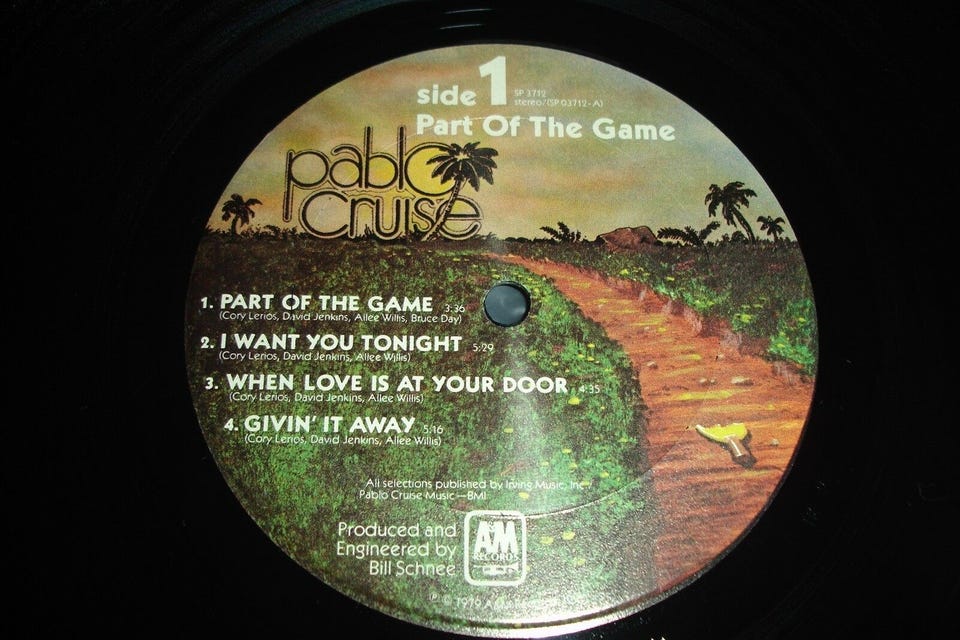 side 1
SP 3712
stereo/(SP 03712-A)
Part Of The Game
pablo
cruise
1. PART OF THE GAME 3:36
(Cory Lerios, David Jenkins, Allee Willis, Bruce Day)
2. I WANT YOU TONIGHT 5:29
(Cory Lerios, David Jenkins, Allee Willis)
3. WHEN LOVE IS AT YOUR DOOR 4:35
(Cory Lerios, David Jenkins, Allee Willis)
4. GIVIN' IT AWAY 5:16
(Cory Lerios, David Jenkins, Allee Willis)
All selections published by Irving Music, Inc./
Pablo Cruise Music—BMI
Produced and
Engineered by
Bill Schnee
A&M
RECORDS
℗ © 1979 A&M